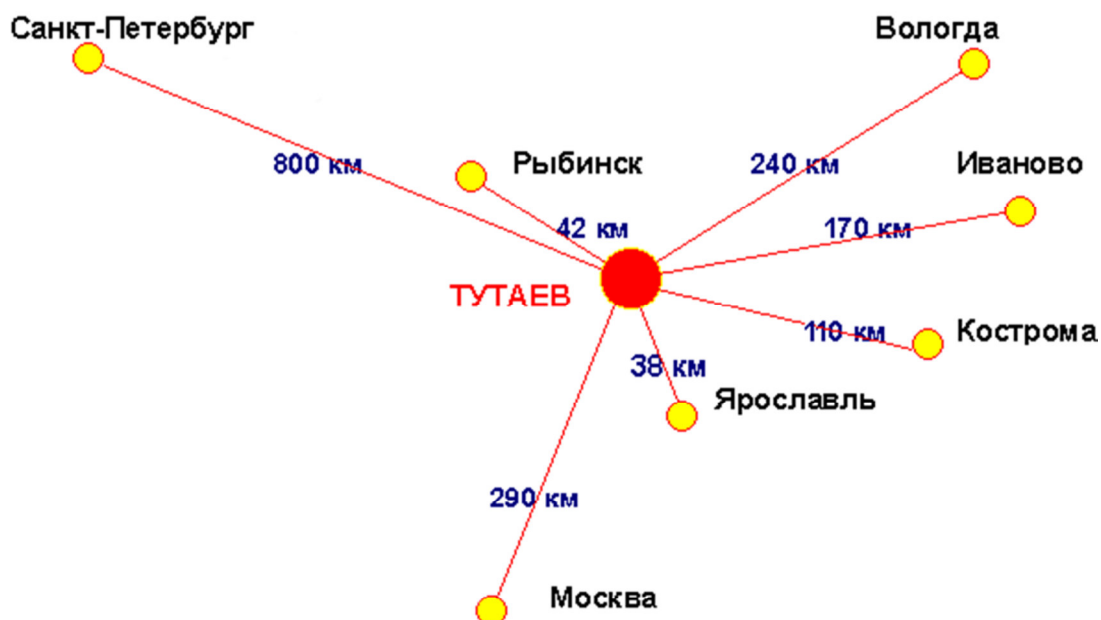 Санкт-Петербург
Вологда
800 км
Рыбинск
240 км
Иваново
42 км
170 км
ТУТАЕВ
110 км
Кострома
38 км
Ярославль
290 км
Москва